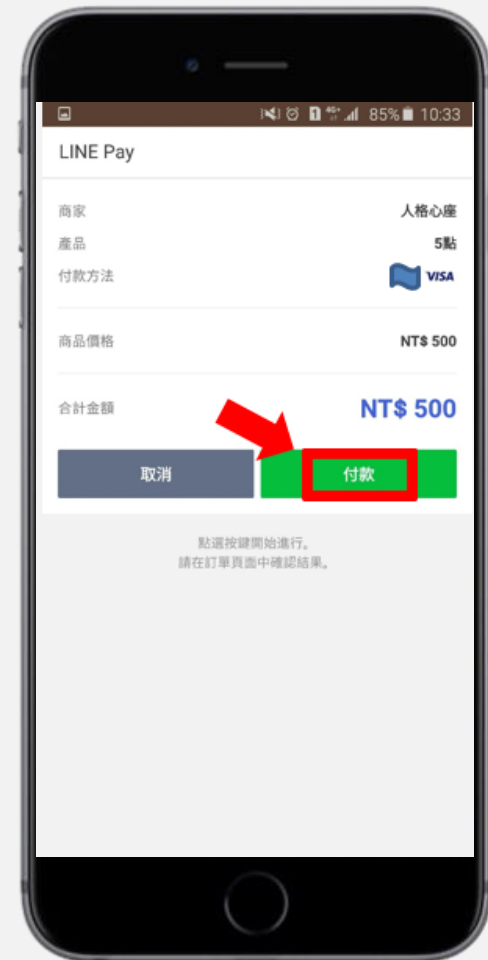 85% 10:33
LINE Pay
商家 人格心座
產品 5點
付款方法 VISA
商品價格 NT$ 500
合計金額 NT$ 500
取消 付款
點選按鍵開始進行。
請在訂單頁面中確認結果。